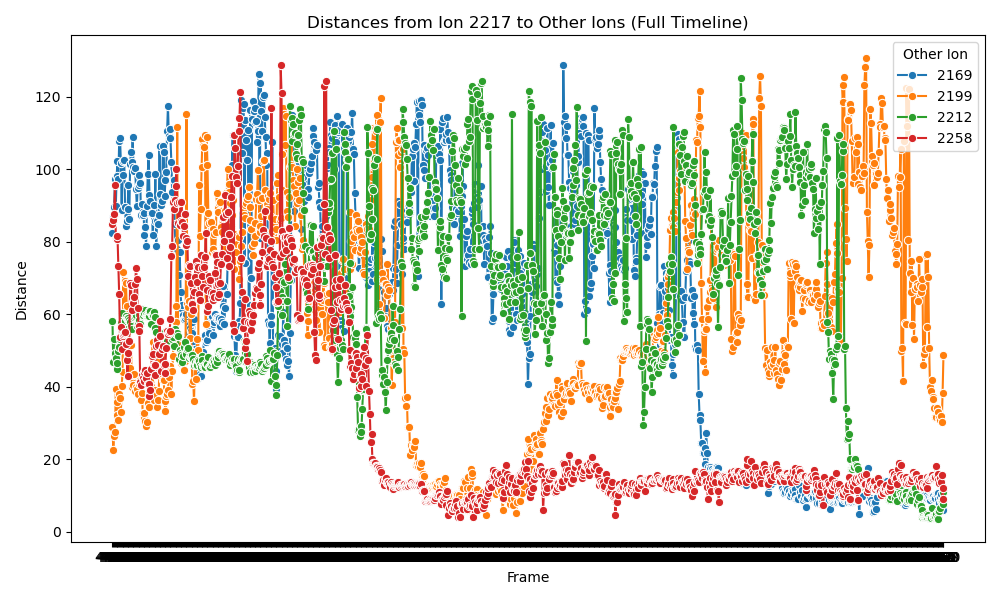 Distances from Ion 2217 to Other Ions (Full Timeline)
Other Ion
2169
2199
2212
2258
120
100
80
60
40
20
0
Distance
Frame